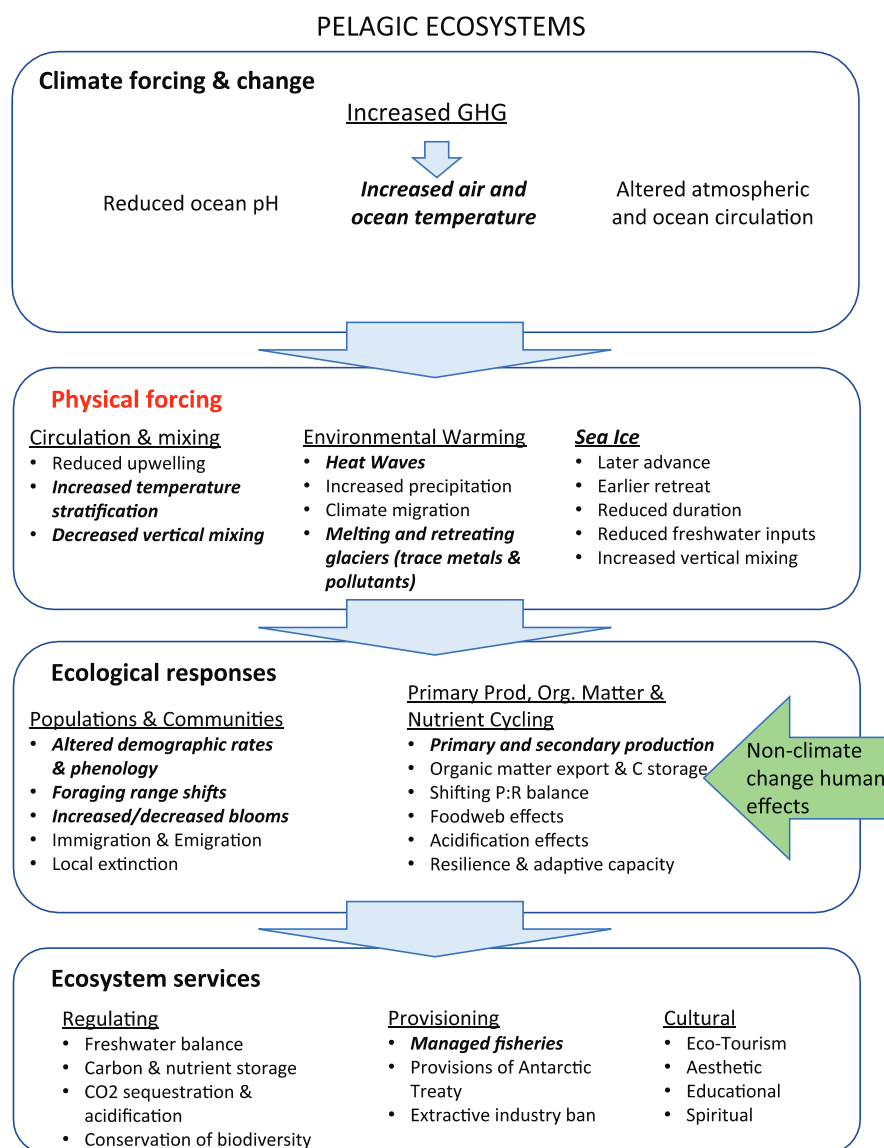 PELAGIC ECOSYSTEMS
Climate forcing & change
Increased GHG
Reduced ocean pH
Increased air and
ocean temperature
Altered atmospheric
and ocean circulation
Physical forcing
Circulation & mixing
• Reduced upwelling
• Increased temperature
stratification
• Decreased vertical mixing
Environmental Warming
• Heat Waves
• Increased precipitation
• Climate migration
• Melting and retreating
glaciers (trace metals &
pollutants)
Sea Ice
• Later advance
• Earlier retreat
• Reduced duration
• Reduced freshwater inputs
• Increased vertical mixing
Ecological responses
Populations & Communities
• Altered demographic rates
& phenology
• Foraging range shifts
• Increased/decreased blooms
• Immigration & Emigration
• Local extinction
Primary Prod, Org. Matter &
Nutrient Cycling
• Primary and secondary production
• Organic matter export & C storage
• Shifting P:R balance
• Foodweb effects
• Acidification effects
• Resilience & adaptive capacity
Non-climate
change human
effects
Ecosystem services
Regulating
• Freshwater balance
• Carbon & nutrient storage
• CO2 sequestration &
acidification
• Conservation of biodiversity
Provisioning
• Managed fisheries
• Provisions of Antarctic
Treaty
• Extractive industry ban
Cultural
• Eco-Tourism
• Aesthetic
• Educational
• Spiritual